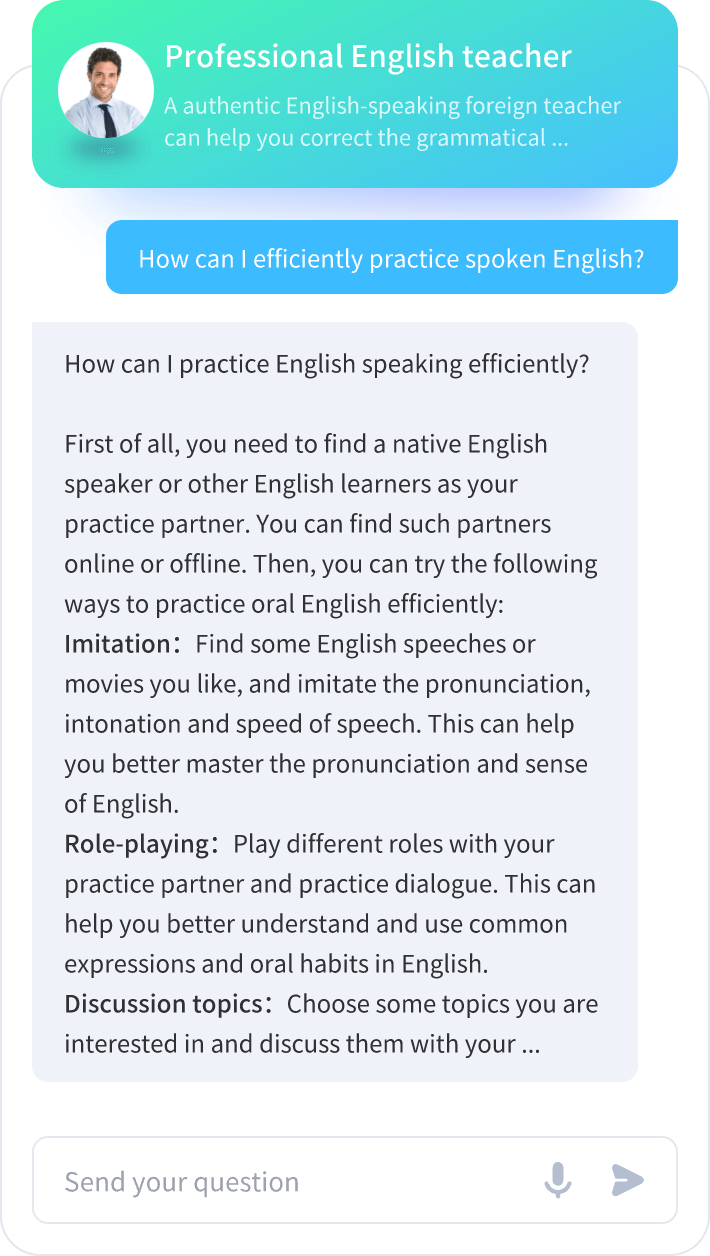 Professional English teacher
A authentic English-speaking foreign teacher
can help you correct the grammatical ...
How can I efficiently practice spoken English?
How can I practice English speaking efficiently?
First of all, you need to find a native English
speaker or other English learners as your
practice partner. You can find such partners
online or offline. Then, you can try the following
ways to practice oral English efficiently:
Imitation：Find some English speeches or
movies you like, and imitate the pronunciation,
intonation and speed of speech. This can help
you better master the pronunciation and sense
of English.
Role-playing：Play different roles with your
practice partner and practice dialogue. This can
help you better understand and use common
expressions and oral habits in English.
Discussion topics：Choose some topics you are
interested in and discuss them with your ...
Send your question